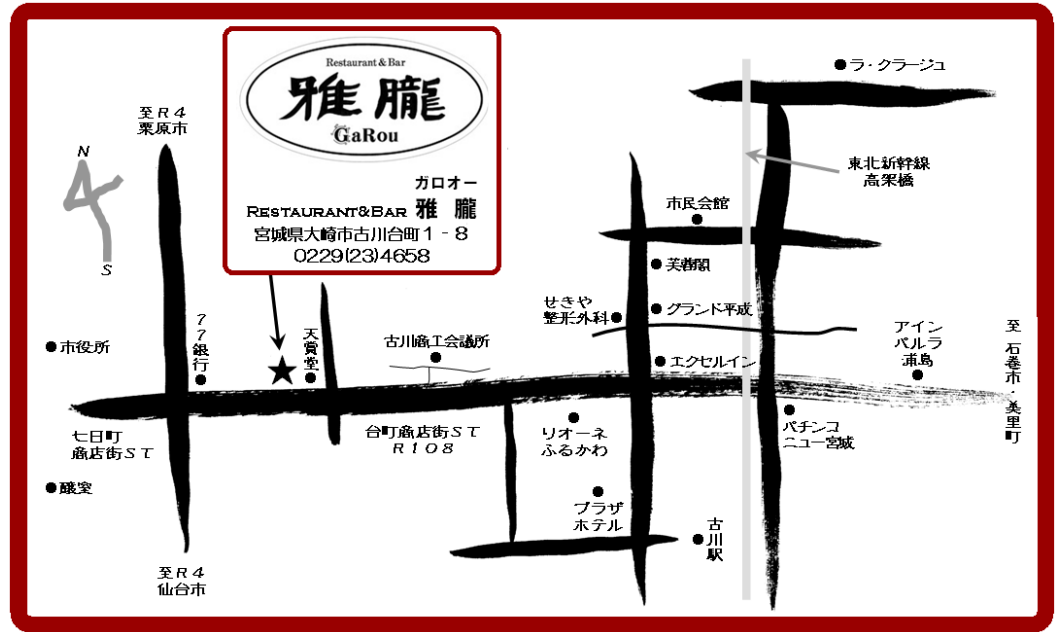 Restaurant & Bar
雅朧
GaRou
ガロオー
RESTAURANT&BAR 雅 朧
宮城県大崎市古川台町1-8
0229(23)4658
ラ・クラージュ
至R4
栗原市
N
S
東北新幹線
高架橋
市民会館
芙蓉閣
せきや
整形外科
グランド平成
エクセルイン
アイン
パルラ
浦島
至 石巻市・美里町
市役所
77銀行
天賞堂
古川商工会議所
七日町
商店街ST
台町商店街ST
R108
リオーネ
ふるかわ
パチンコ
ニュー宮城
醸室
プラザ
ホテル
古川駅
至R4
仙台市